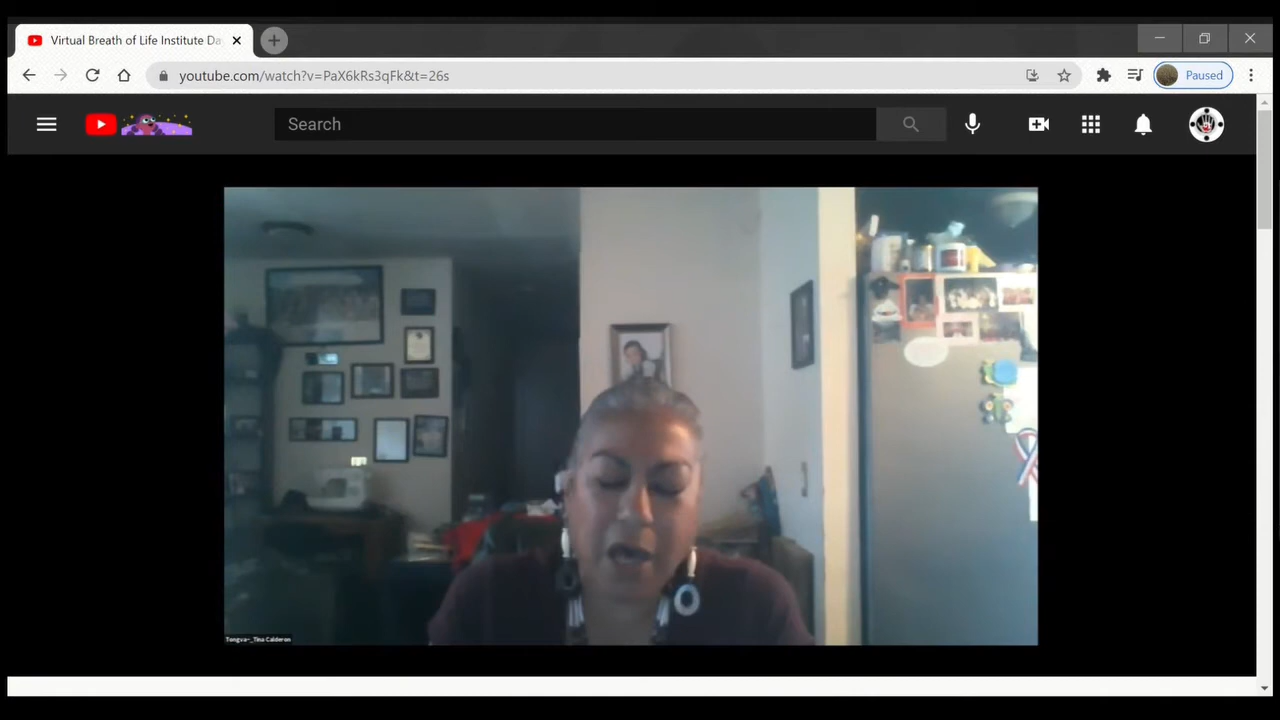 Virtual Breath of Life Institute Da
youtube.com/watch?v=PaX6kRs3qFk&t=26s
Paused
Search
Tongva~_Tina Calderon